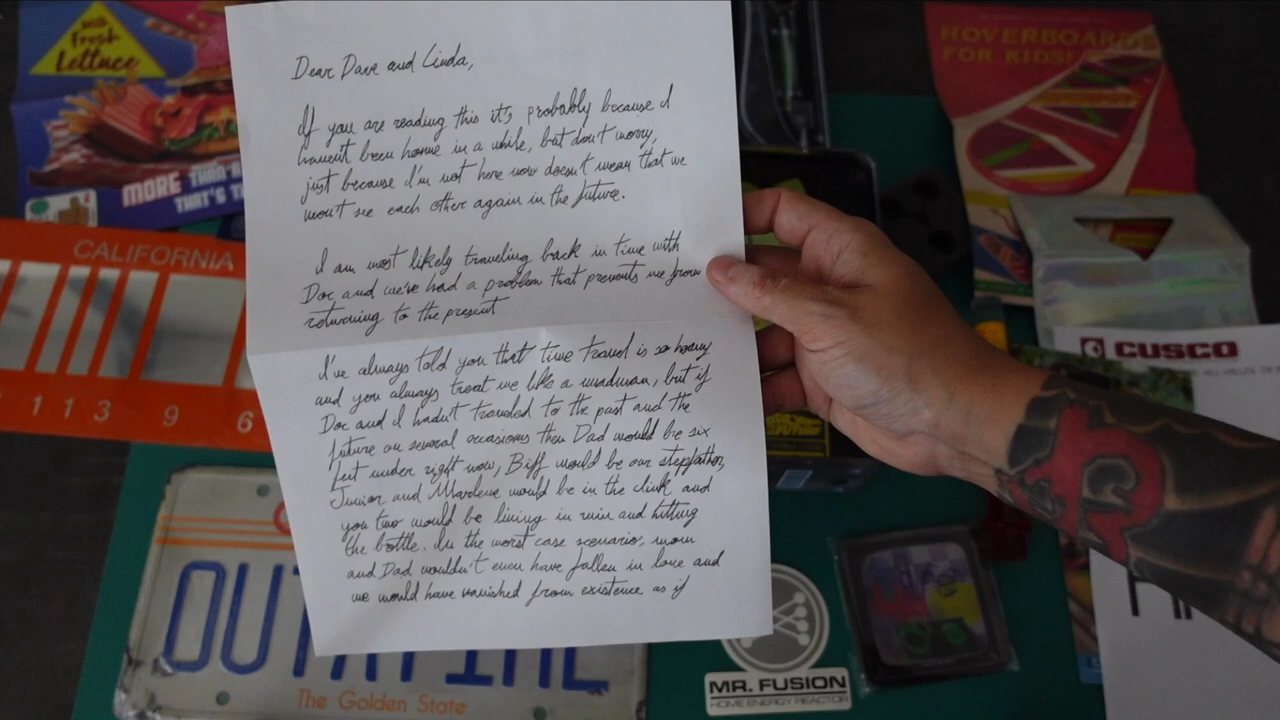 With
Fresh
Lettuce
MORE THAN
THAT'S
CALIFORNIA
1 1 3 9 6
HOVERBOARDS
FOR KIDS!
CUSCO
Dear Dave and Linda,
If you are reading this it's probably because I
haven't been home in a while, but don't worry,
just because I'm not here now doesn't mean that we
won't see each other again in the future.
I am most likely traveling back in time with
Doc and we've had a problem that prevents me from
returning to the present
I've always told you that time travel is so heavy
and you always treat me like a madman, but if
Doc and I hadn't traveled to the past and the
future on several occasions then Dad would be six
feet under right now, Biff would be our stepfather,
Junior and Marlene would be in the clink and
you two would be living in ruin and hitting
the bottle. In the worst case scenario, mom
and Dad wouldn't even have fallen in love and
we would have vanished from existence as if
OUTATIME
The Golden State
MR. FUSION
HOME ENERGY REACTOR